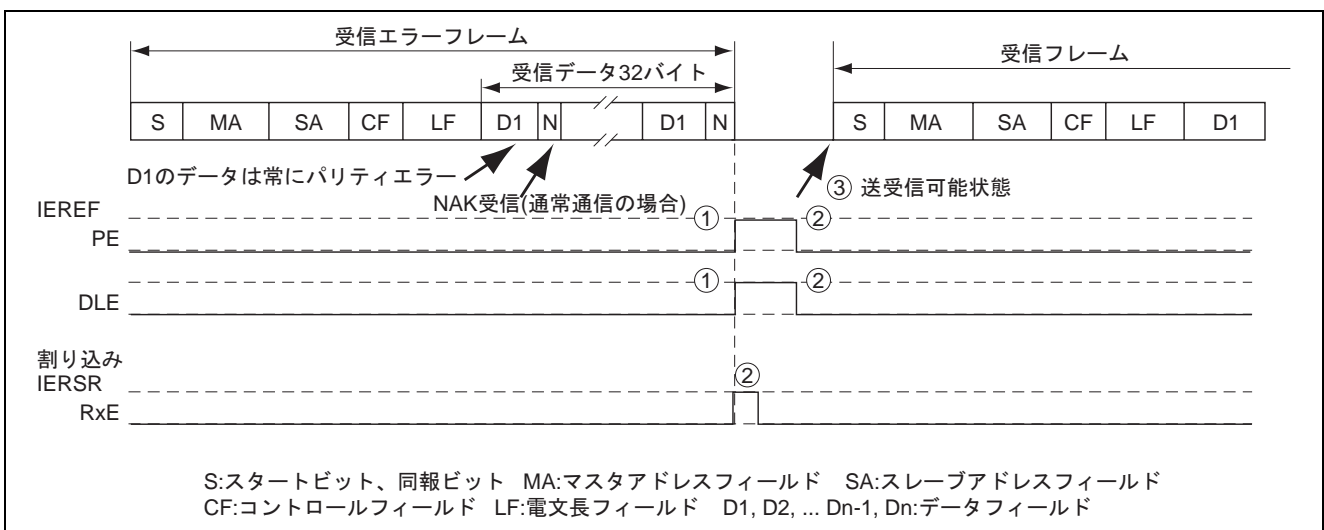 受信エラーフレーム
受信フレーム
受信データ32バイト
S MA SA CF LF D1 N D1 N S MA SA CF LF D1
D1のデータは常にパリティエラー
NAK受信(通常通信の場合)
③ 送受信可能状態
IEREF
PE
① ②
DLE
① ②
割り込み
IERSR
RxE
②
S:スタートビット、同報ビット MA:マスタアドレスフィールド SA:スレーブアドレスフィールド
CF:コントロールフィールド LF:電文長フィールド D1, D2, ... Dn-1, Dn:データフィールド